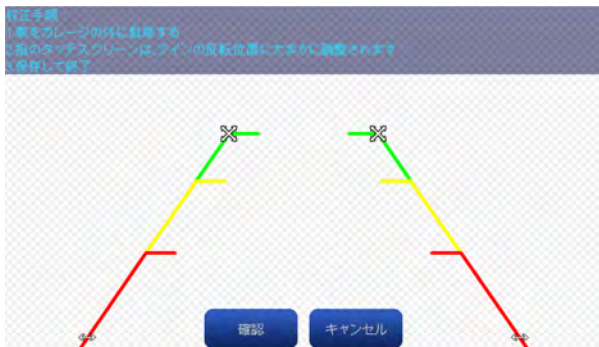 校正手順
1.車をガレージの外に駐車する
2.指のタッチスクリーンは、ラインの反転位置に大まかに調整されます
3.保存して終了
確認
キャンセル